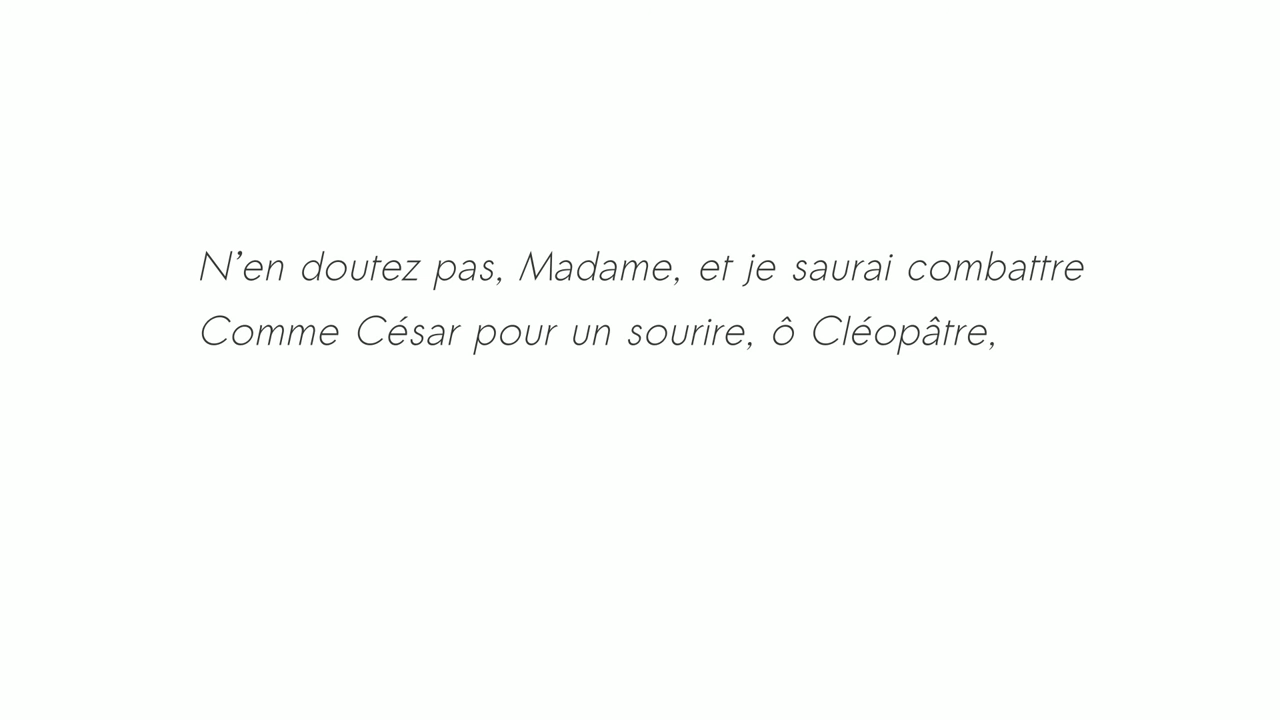 N’en doutez pas, Madame, et je saurai combattre
Comme César pour un sourire, ô Cléopâtre,